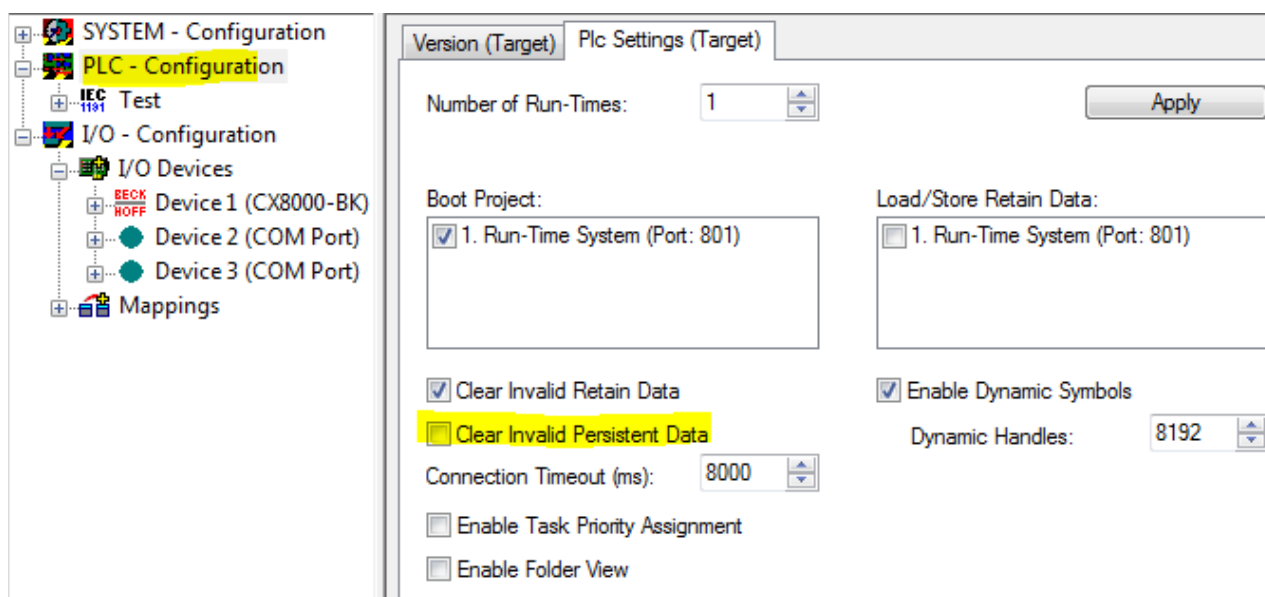 SYSTEM - Configuration
PLC - Configuration
IEC
1131
Test
I/O - Configuration
I/O Devices
BECK
HOFF
Device 1 (CX8000-BK)
Device 2 (COM Port)
Device 3 (COM Port)
Mappings
Version (Target)
Plc Settings (Target)
Number of Run-Times:
1
Apply
Boot Project:
Load/Store Retain Data:
1. Run-Time System (Port: 801)
1. Run-Time System (Port: 801)
Clear Invalid Retain Data
Enable Dynamic Symbols
Clear Invalid Persistent Data
Dynamic Handles:
8192
Connection Timeout (ms):
8000
Enable Task Priority Assignment
Enable Folder View